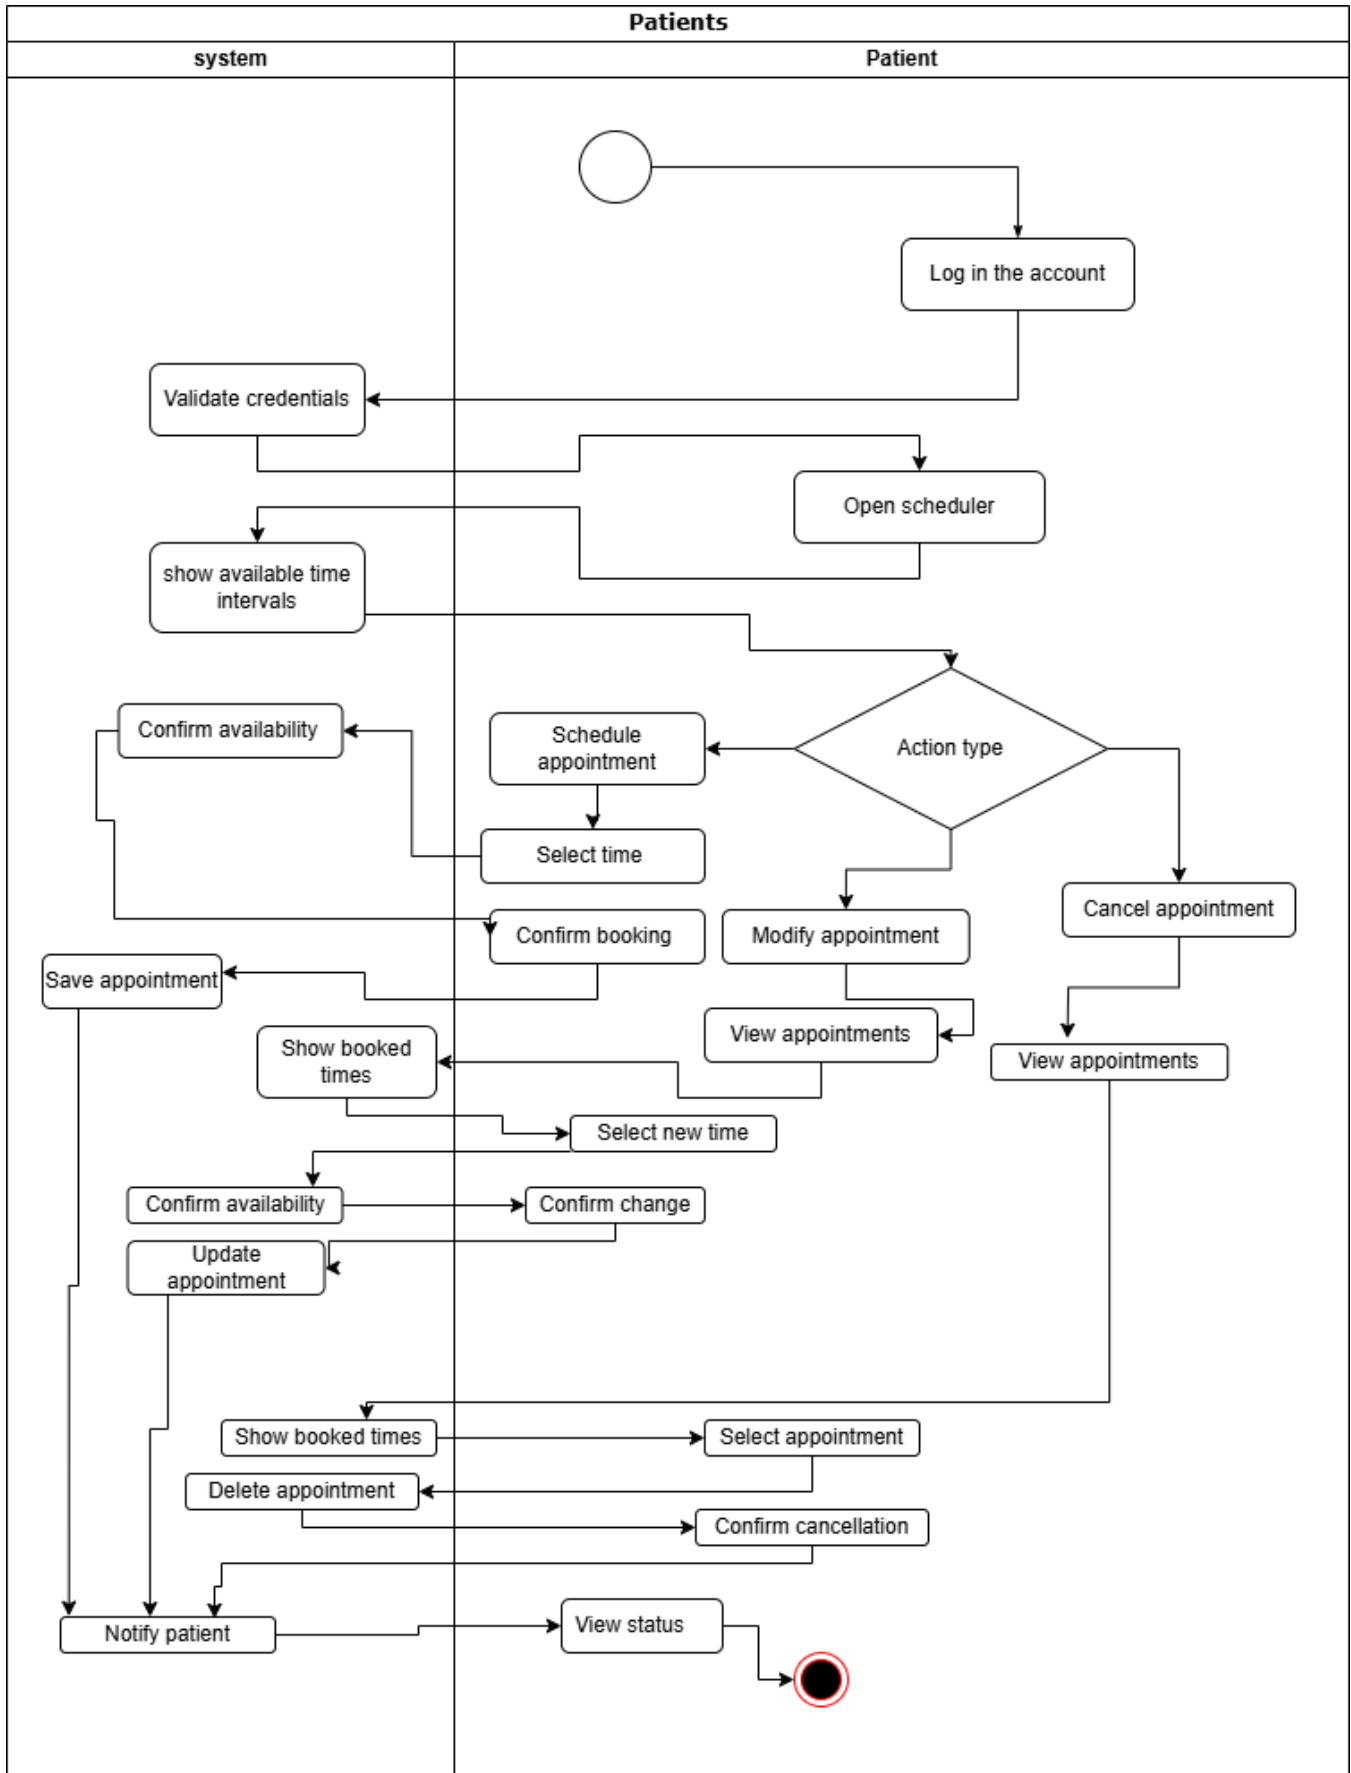 Patients
system
Patient
Log in the account
Validate credentials
Open scheduler
show available time
intervals
Confirm availability
Schedule
appointment
Action type
Select time
Cancel appointment
Confirm booking
Modify appointment
Save appointment
View appointments
Show booked
times
View appointments
Select new time
Confirm availability
Confirm change
Update
appointment
Show booked times
Select appointment
Delete appointment
Confirm cancellation
Notify patient
View status